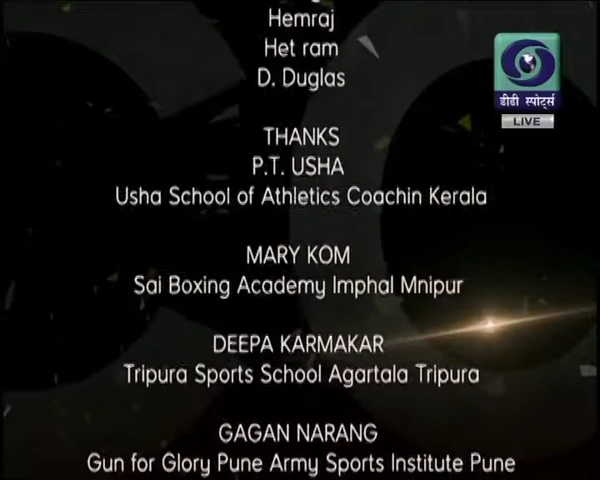 Hemraj
Het ram
D. Duglas
डीडी स्पोर्ट्स
LIVE
THANKS
P.T. USHA
Usha School of Athletics Coachin Kerala
MARY KOM
Sai Boxing Academy Imphal Mnipur
DEEPA KARMAKAR
Tripura Sports School Agartala Tripura
GAGAN NARANG
Gun for Glory Pune Army Sports Institute Pune